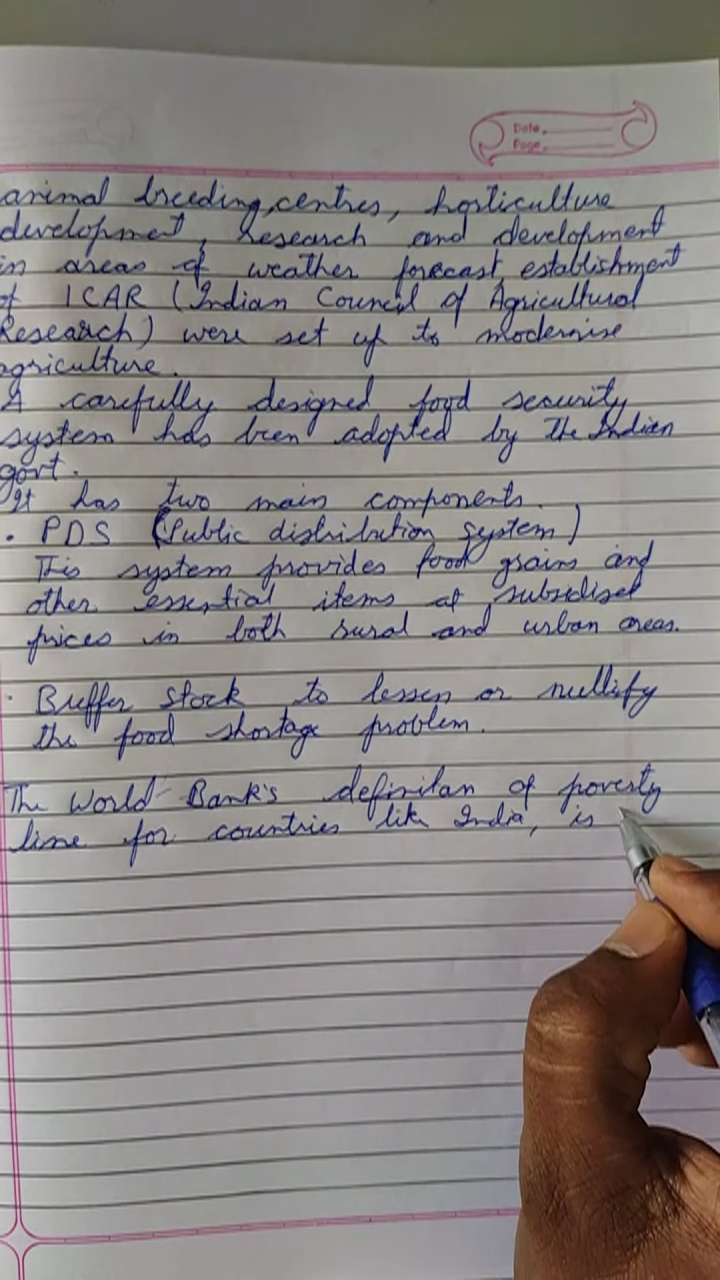 Date.
Page.
animal breeding, centres, horticulture
development, research and development
in areas of weather forecast, establishment
of ICAR (Indian Council of Agricultural
Research) were set up to modernise
agriculture.
A carefully designed food security
system has been adopted by the Indian
govt.
It has two main components.
• PDS (Public distribution system)
This system provides food grains and
other essential items at subsidised
prices in both rural and urban areas.
• Buffer stock to lessen or nullify
the food shortage problem.
The World Bank's definitan of poverty
line for countries like India, is